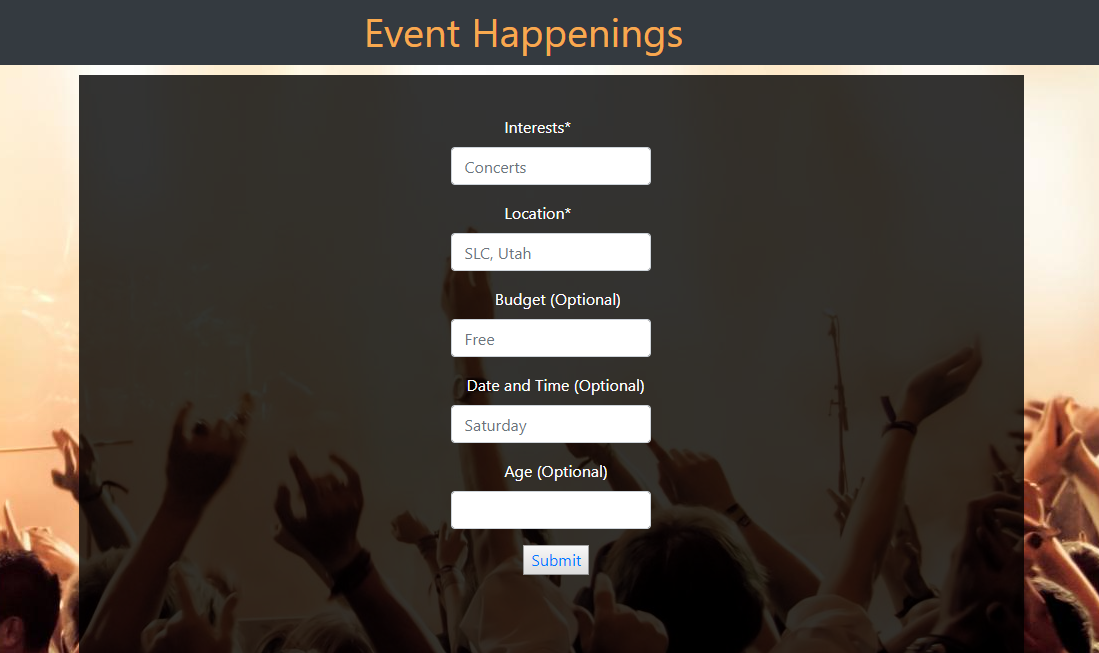 Event Happenings
Interests*
Concerts
Location*
SLC, Utah
Budget (Optional)
Free
Date and Time (Optional)
Saturday
Age (Optional)
Submit